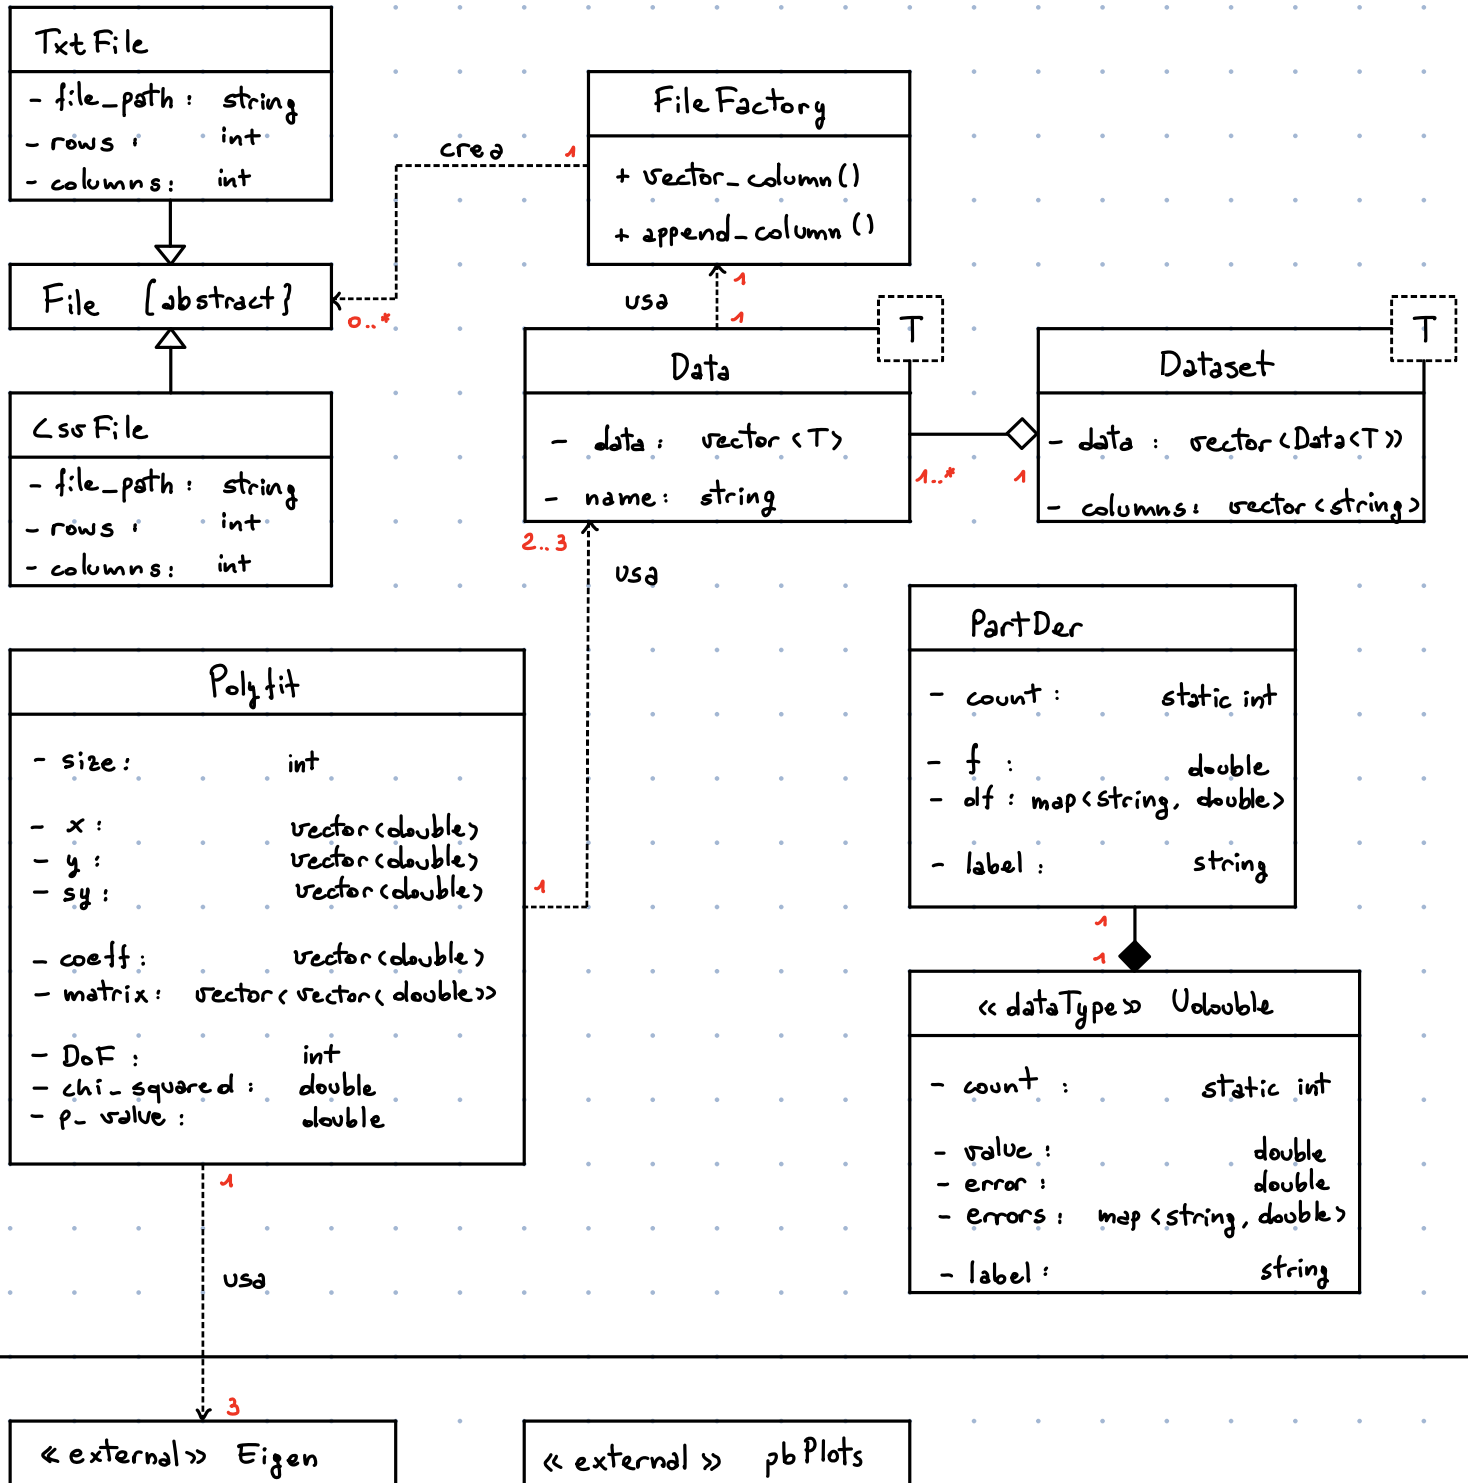 TxtFile
- file_path : string
- rows : int
- columns : int
File {abstract}
CsvFile
- file_path : string
- rows : int
- columns : int
crea
1
0..*
FileFactory
+ vector_column()
+ append_column()
usa
1
1
T
Data
- data : vector<T>
- name : string
1..*
1
T
Dataset
- data : vector<Data<T>>
- columns : vector<string>
2..3
usa
1
Polyfit
- size : int
- x : vector<double>
- y : vector<double>
- sy : vector<double>
- coeff : vector<double>
- matrix : vector<vector<double>>
- DoF : int
- chi_squared : double
- p_value : double
PartDer
- count : static int
- f : double
- df : map<string, double>
- label : string
1
1
<<dataType>> Udouble
- count : static int
- value : double
- error : double
- errors : map<string, double>
- label : string
1
usa
3
<<external>> Eigen
<<external>> pbPlots